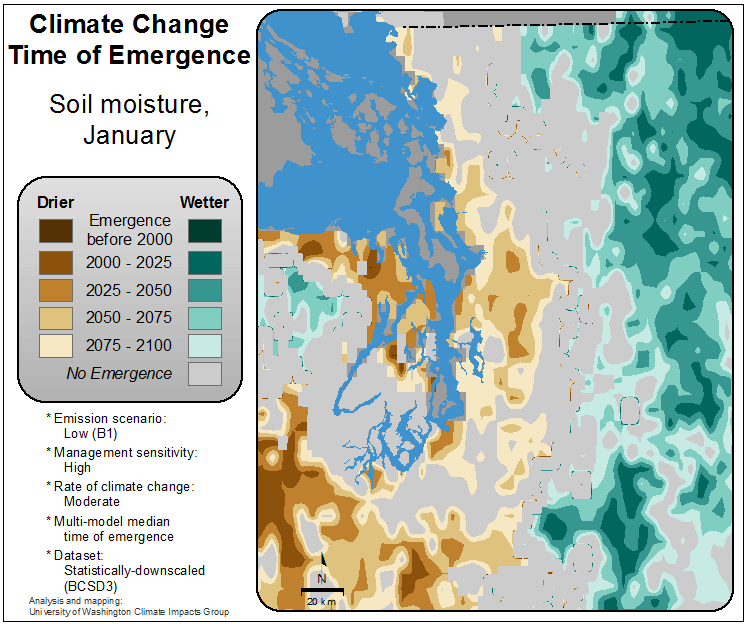 Climate Change
Time of Emergence
Soil moisture,
January
Drier Wetter
Emergence
before 2000
2000 - 2025
2025 - 2050
2050 - 2075
2075 - 2100
No Emergence
* Emission scenario:
Low (B1)
* Management sensitivity:
High
* Rate of climate change:
Moderate
* Multi-model median
time of emergence
* Dataset:
Statistically-downscaled
(BCSD3)
Analysis and mapping:
University of Washington Climate Impacts Group
N
20 km